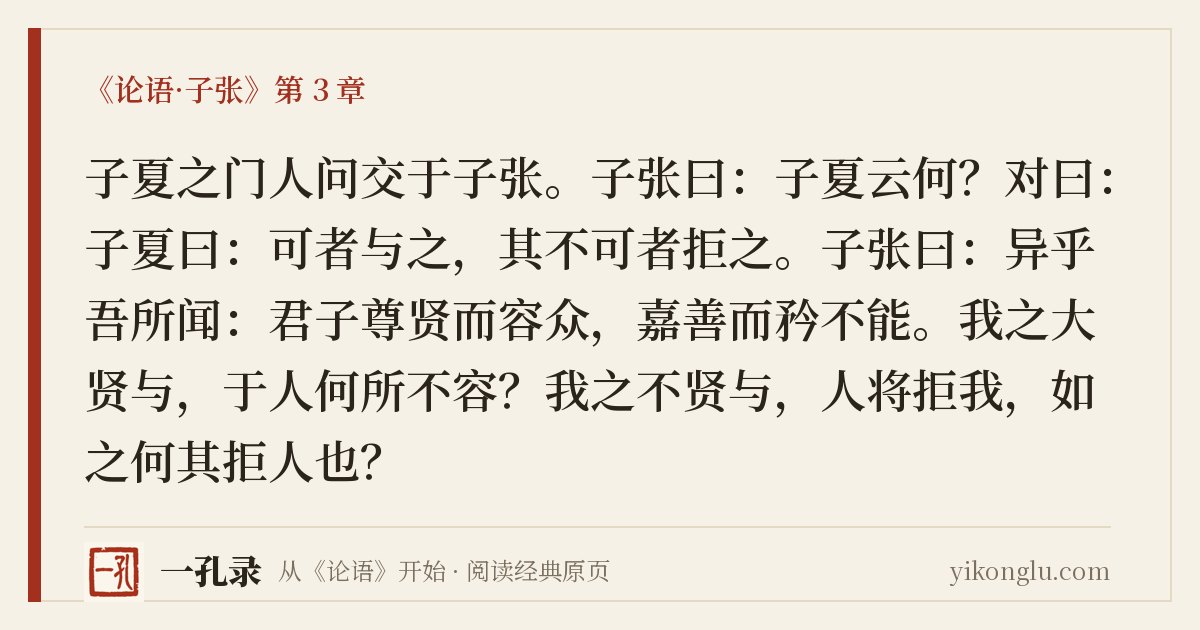 《论语·子张》第 3 章
子夏之门人问交于子张。子张曰：子夏云何？对曰：
子夏曰：可者与之，其不可者拒之。子张曰：异乎
吾所闻：君子尊贤而容众，嘉善而矜不能。我之大
贤与，于人何所不容？我之不贤与，人将拒我，如
之何其拒人也？
一孔
一孔录
从《论语》开始 · 阅读经典原页
yikonglu.com